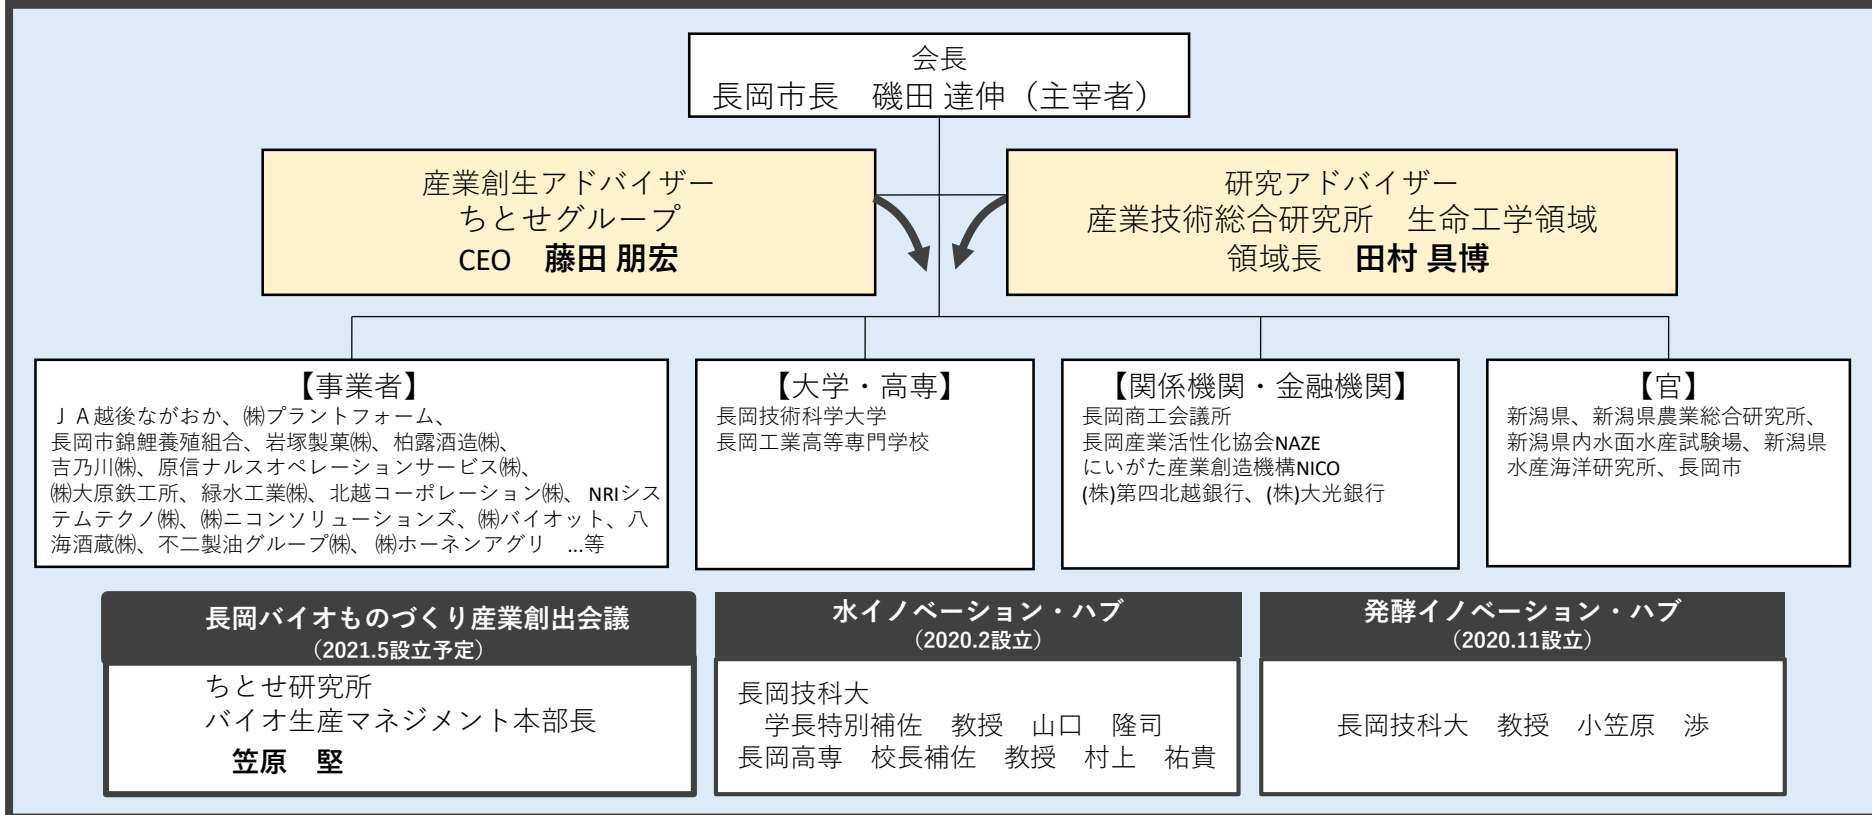 会長
長岡市長　磯田 達伸（主宰者）
産業創生アドバイザー
ちとせグループ
CEO　藤田 朋宏
研究アドバイザー
産業技術総合研究所　生命工学領域
領域長　田村 具博
【事業者】
ＪＡ越後ながおか、㈱プラントフォーム、
長岡市錦鯉養殖組合、岩塚製菓㈱、柏露酒造㈱、
吉乃川㈱、原信ナルスオペレーションサービス㈱、
㈱大原鉄工所、緑水工業㈱、北越コーポレーション㈱、NRIシス
テムテクノ㈱、㈱ニコンソリューションズ、㈱バイオット、八
海酒蔵㈱、不二製油グループ㈱、㈱ホーネンアグリ　…等
【大学・高専】
長岡技術科学大学
長岡工業高等専門学校
【関係機関・金融機関】
長岡商工会議所
長岡産業活性化協会NAZE
にいがた産業創造機構NICO
(株)第四北越銀行、(株)大光銀行
【官】
新潟県、新潟県農業総合研究所、
新潟県内水面水産試験場、新潟県
水産海洋研究所、長岡市
長岡バイオものづくり産業創出会議
（2021.5設立予定）
ちとせ研究所
バイオ生産マネジメント本部長
笠原　堅
水イノベーション・ハブ
（2020.2設立）
長岡技科大
学長特別補佐　教授　山口　隆司
長岡高専　校長補佐　教授　村上　祐貴
発酵イノベーション・ハブ
（2020.11設立）
長岡技科大　教授　小笠原　渉